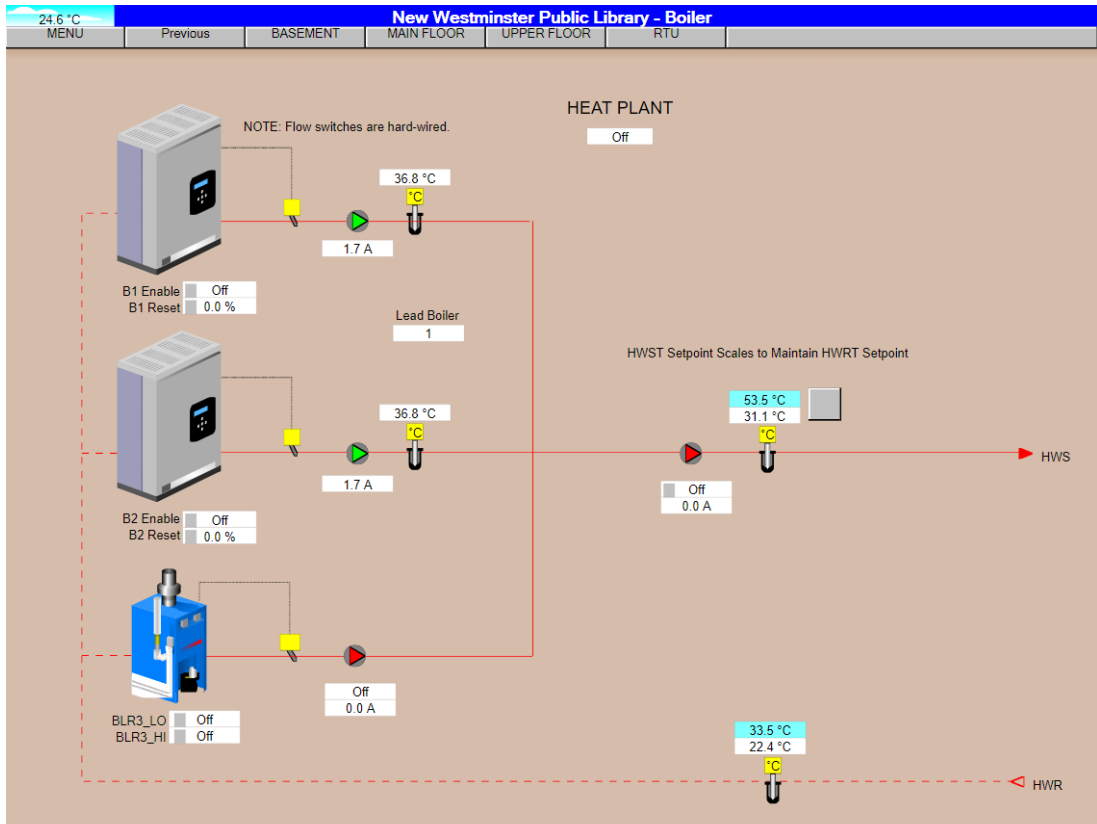 24.6 °C
New Westminster Public Library - Boiler
MENU Previous BASEMENT MAIN FLOOR UPPER FLOOR RTU
HEAT PLANT
Off
NOTE: Flow switches are hard-wired.
36.8 °C
°C
1.7 A
B1 Enable Off
B1 Reset 0.0 %
Lead Boiler
1
HWST Setpoint Scales to Maintain HWRT Setpoint
53.5 °C
31.1 °C
°C
36.8 °C
°C
HWS
1.7 A
Off
0.0 A
B2 Enable Off
B2 Reset 0.0 %
Off
0.0 A
BLR3_LO Off
BLR3_HI Off
33.5 °C
22.4 °C
°C
HWR